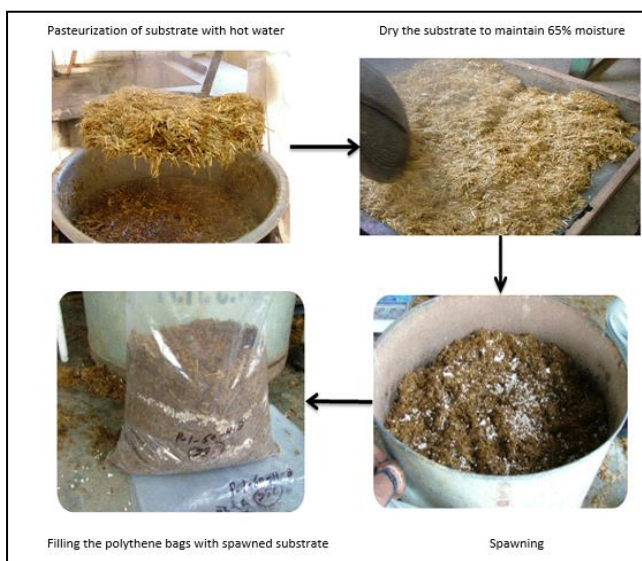 Pasteurization of substrate with hot water
Dry the substrate to maintain 65% moisture
Filling the polythene bags with spawned substrate
Spawning